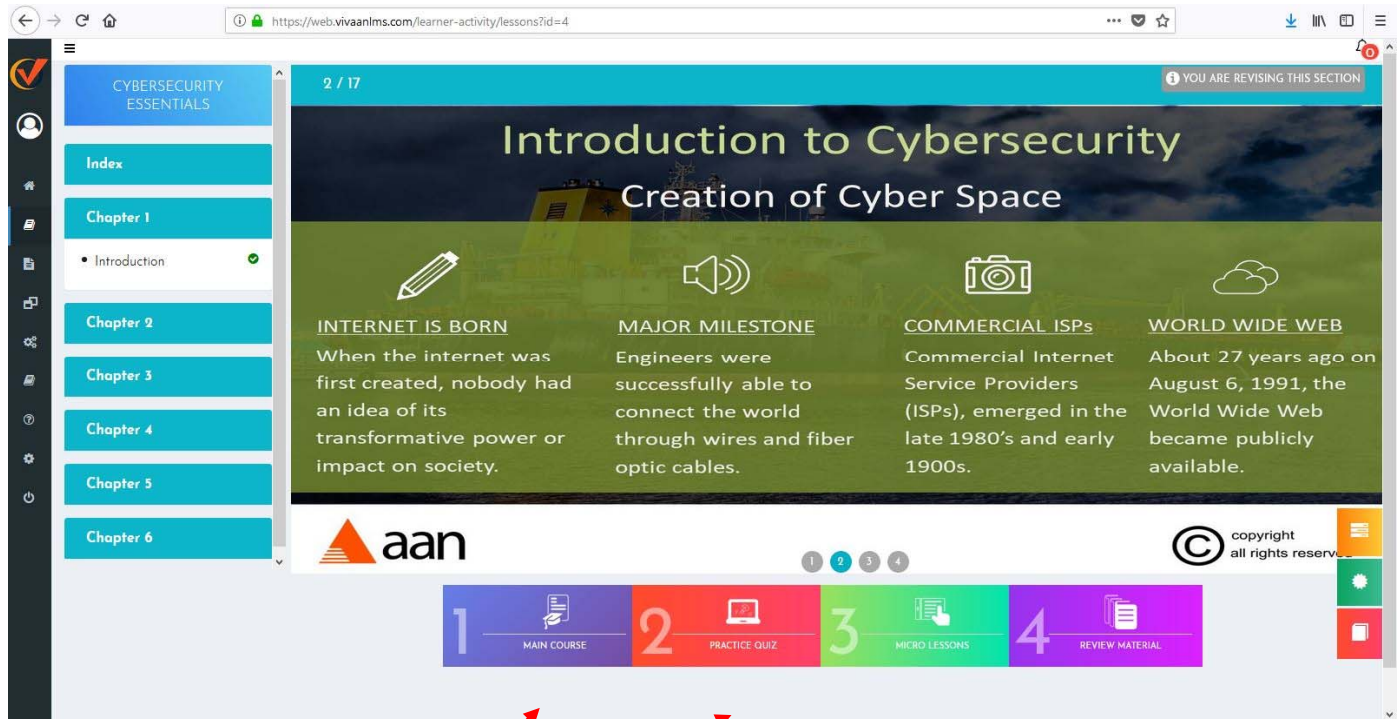 https://web.vivaanlms.com/learner-activity/lessons?id=4
0
CYBERSECURITY
ESSENTIALS
Index
Chapter 1
Introduction
Chapter 2
Chapter 3
Chapter 4
Chapter 5
Chapter 6
2 / 17
YOU ARE REVISING THIS SECTION
Introduction to Cybersecurity
Creation of Cyber Space
INTERNET IS BORN
When the internet was
first created, nobody had
an idea of its
transformative power or
impact on society.
MAJOR MILESTONE
Engineers were
successfully able to
connect the world
through wires and fiber
optic cables.
COMMERCIAL ISPs
Commercial Internet
Service Providers
(ISPs), emerged in the
late 1980's and early
1900s.
WORLD WIDE WEB
About 27 years ago on
August 6, 1991, the
World Wide Web
became publicly
available.
aan
1 2 3 4
© copyright
all rights reserve
1 MAIN COURSE
2 PRACTICE QUIZ
3 MICRO LESSONS
4 REVIEW MATERIAL